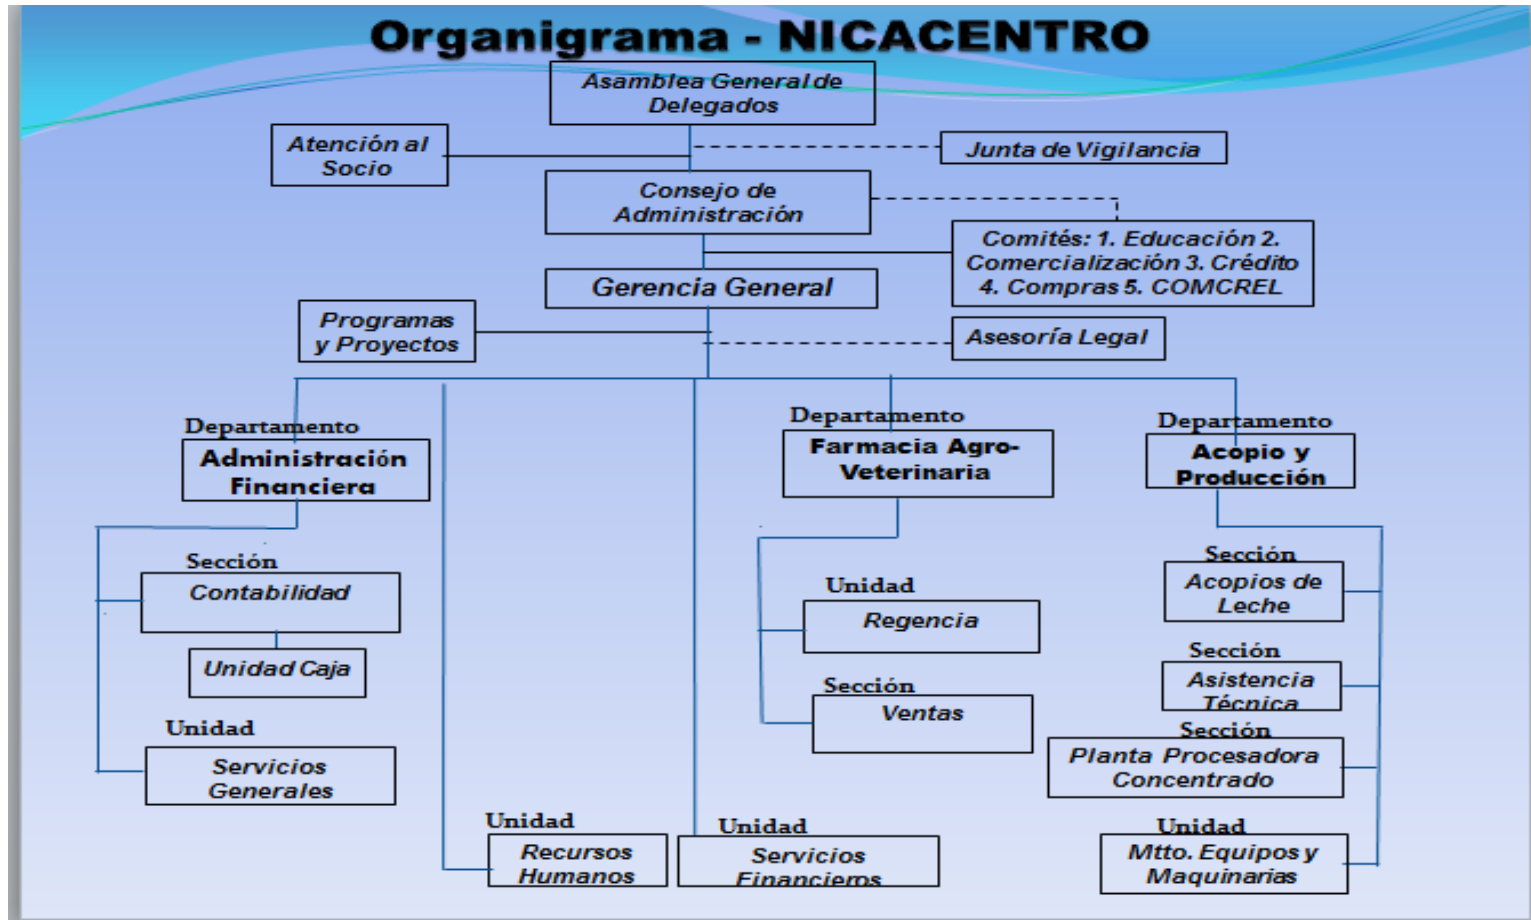 Organigrama - NICACENTRO
Asamblea General de
Delegados
Atención al
Socio
Junta de Vigilancia
Consejo de
Administración
Comités: 1. Educación 2.
Comercialización 3. Crédito
4. Compras 5. COMCREL
Gerencia General
Programas
y Proyectos
Asesoría Legal
Departamento
Administración
Financiera
Departamento
Farmacia Agro-
Veterinaria
Departamento
Acopio y
Producción
Sección
Contabilidad
Unidad Caja
Unidad
Servicios
Generales
Unidad
Recursos
Humanos
Unidad
Servicios
Financieros
Unidad
Regencia
Sección
Ventas
Sección
Acopios de
Leche
Sección
Asistencia
Técnica
Sección
Planta Procesadora
Concentrado
Unidad
Mtto. Equipos y
Maquinarias